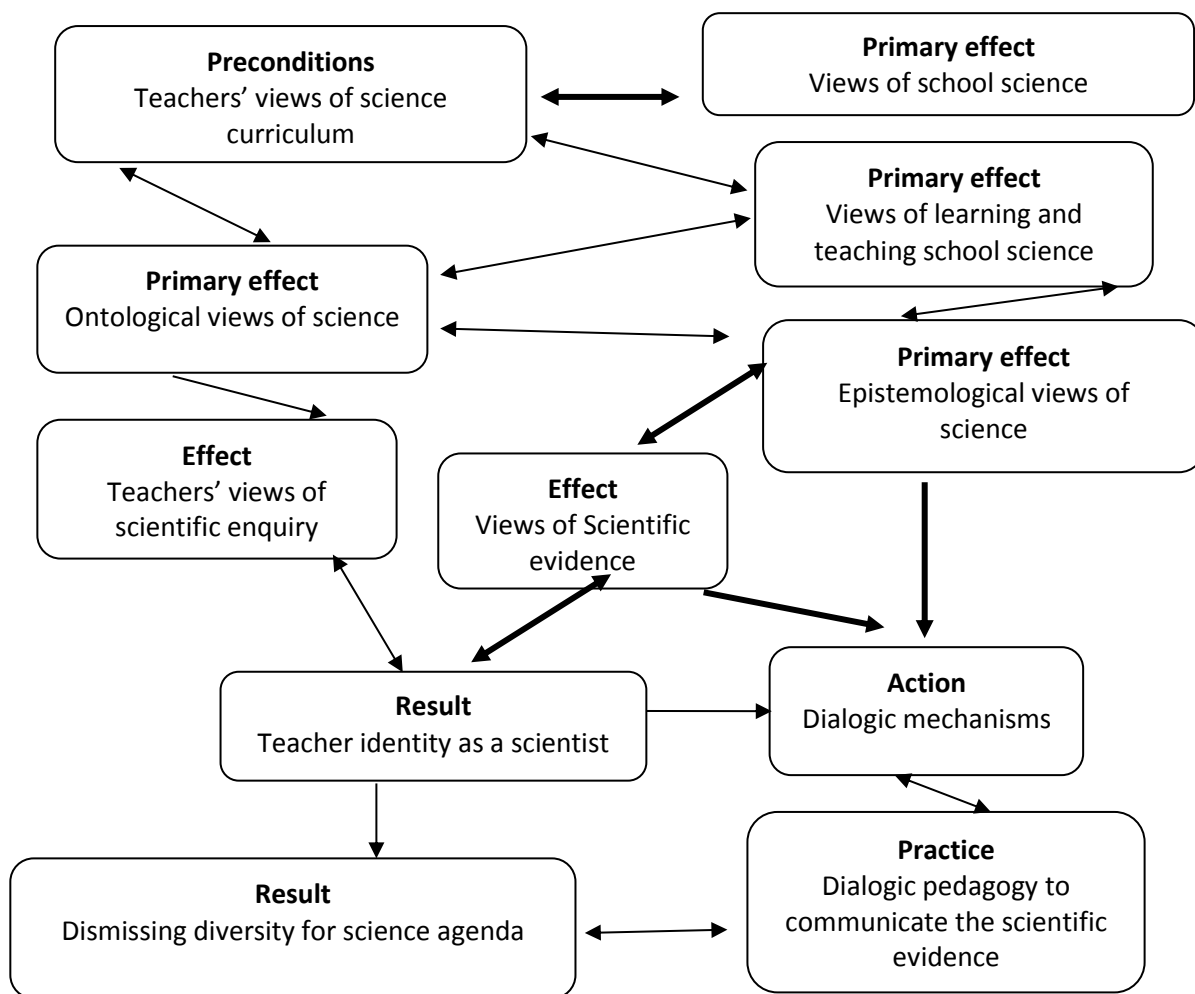 Preconditions
Teachers’ views of science
curriculum
Primary effect
Views of school science
Primary effect
Views of learning and
teaching school science
Primary effect
Ontological views of science
Primary effect
Epistemological views of
science
Effect
Teachers’ views of
scientific enquiry
Effect
Views of Scientific
evidence
Result
Teacher identity as a scientist
Action
Dialogic mechanisms
Result
Dismissing diversity for science agenda
Practice
Dialogic pedagogy to
communicate the scientific
evidence